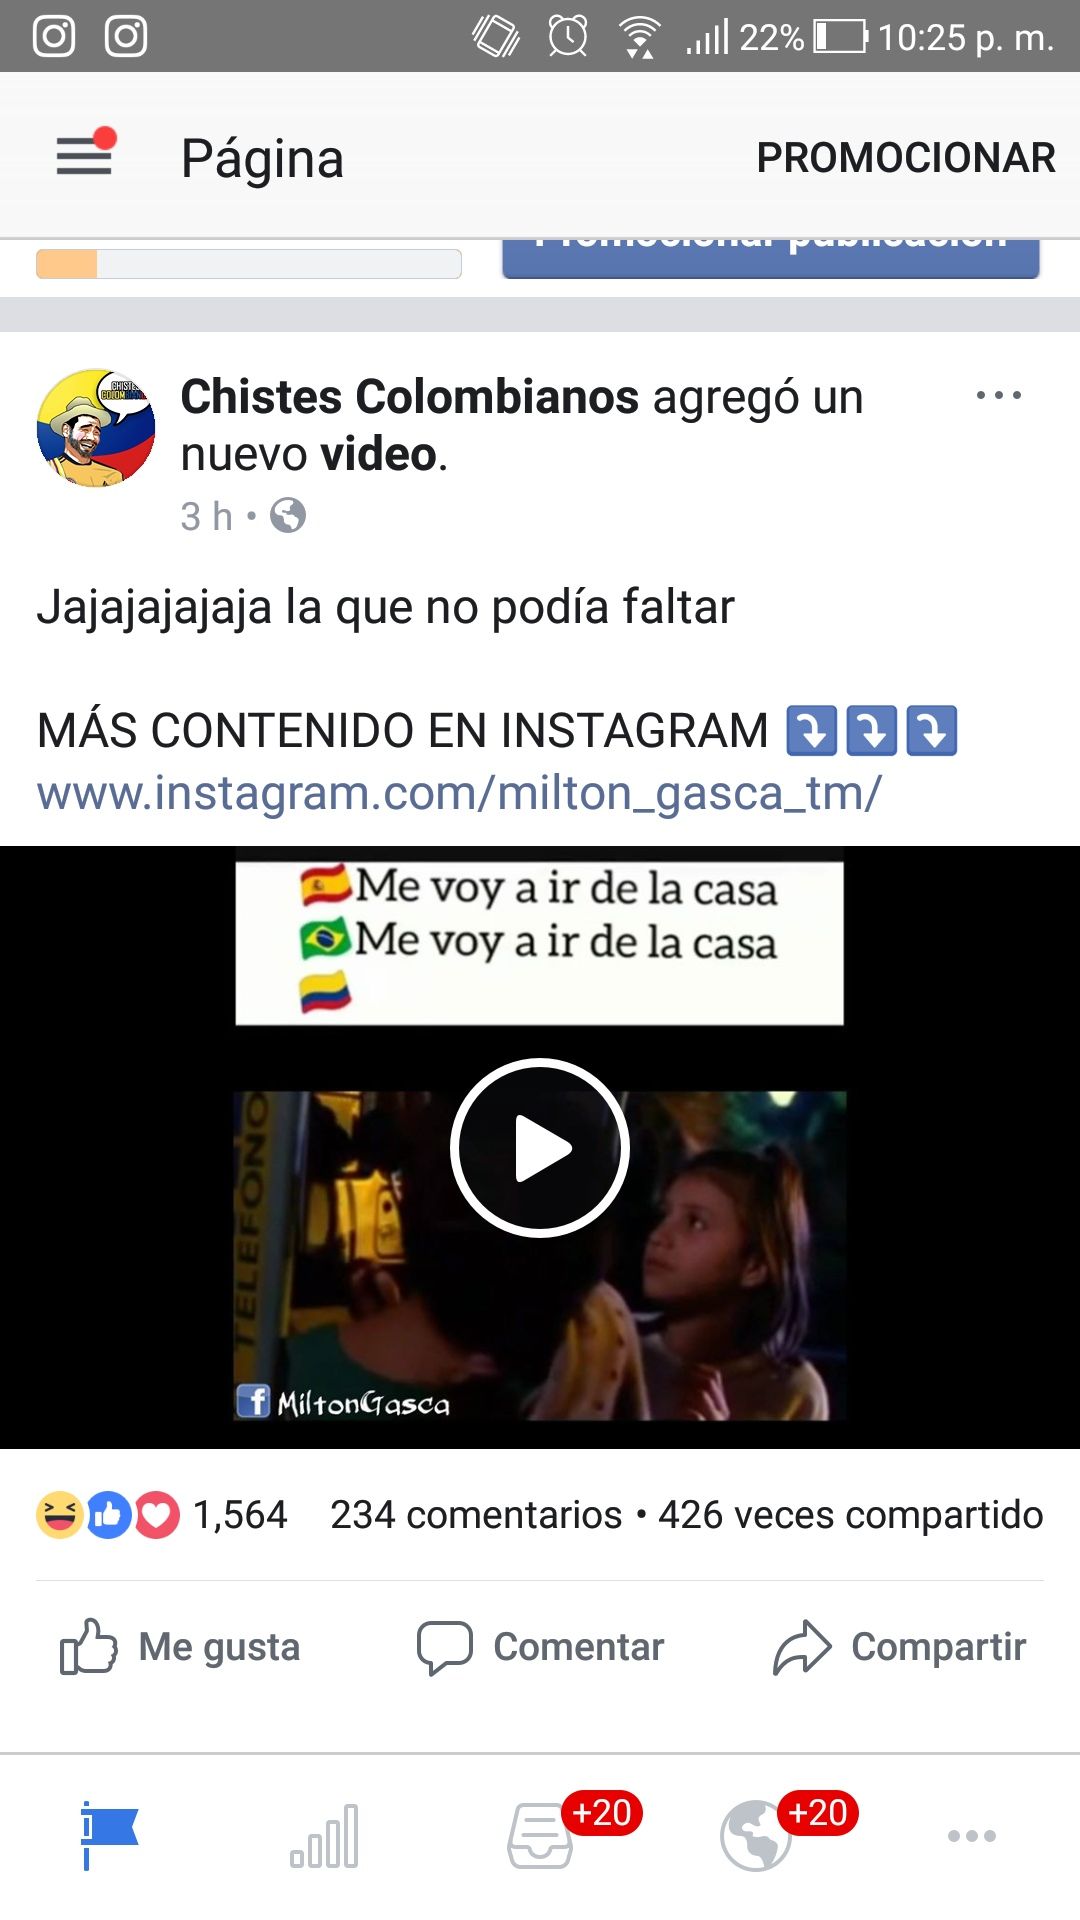 22% 10:25 p. m.
Página PROMOCIONAR
Promocionar publicación
Chistes Colombianos agregó un
nuevo video.
3 h •
Jajajajajaja la que no podía faltar
MÁS CONTENIDO EN INSTAGRAM ⤵️⤵️⤵️
www.instagram.com/milton_gasca_tm/
🇪🇸Me voy a ir de la casa
🇧🇷Me voy a ir de la casa
🇨🇴
TELEFONO
f MiltonGasca
1,564 234 comentarios • 426 veces compartido
Me gusta Comentar Compartir
+20 +20